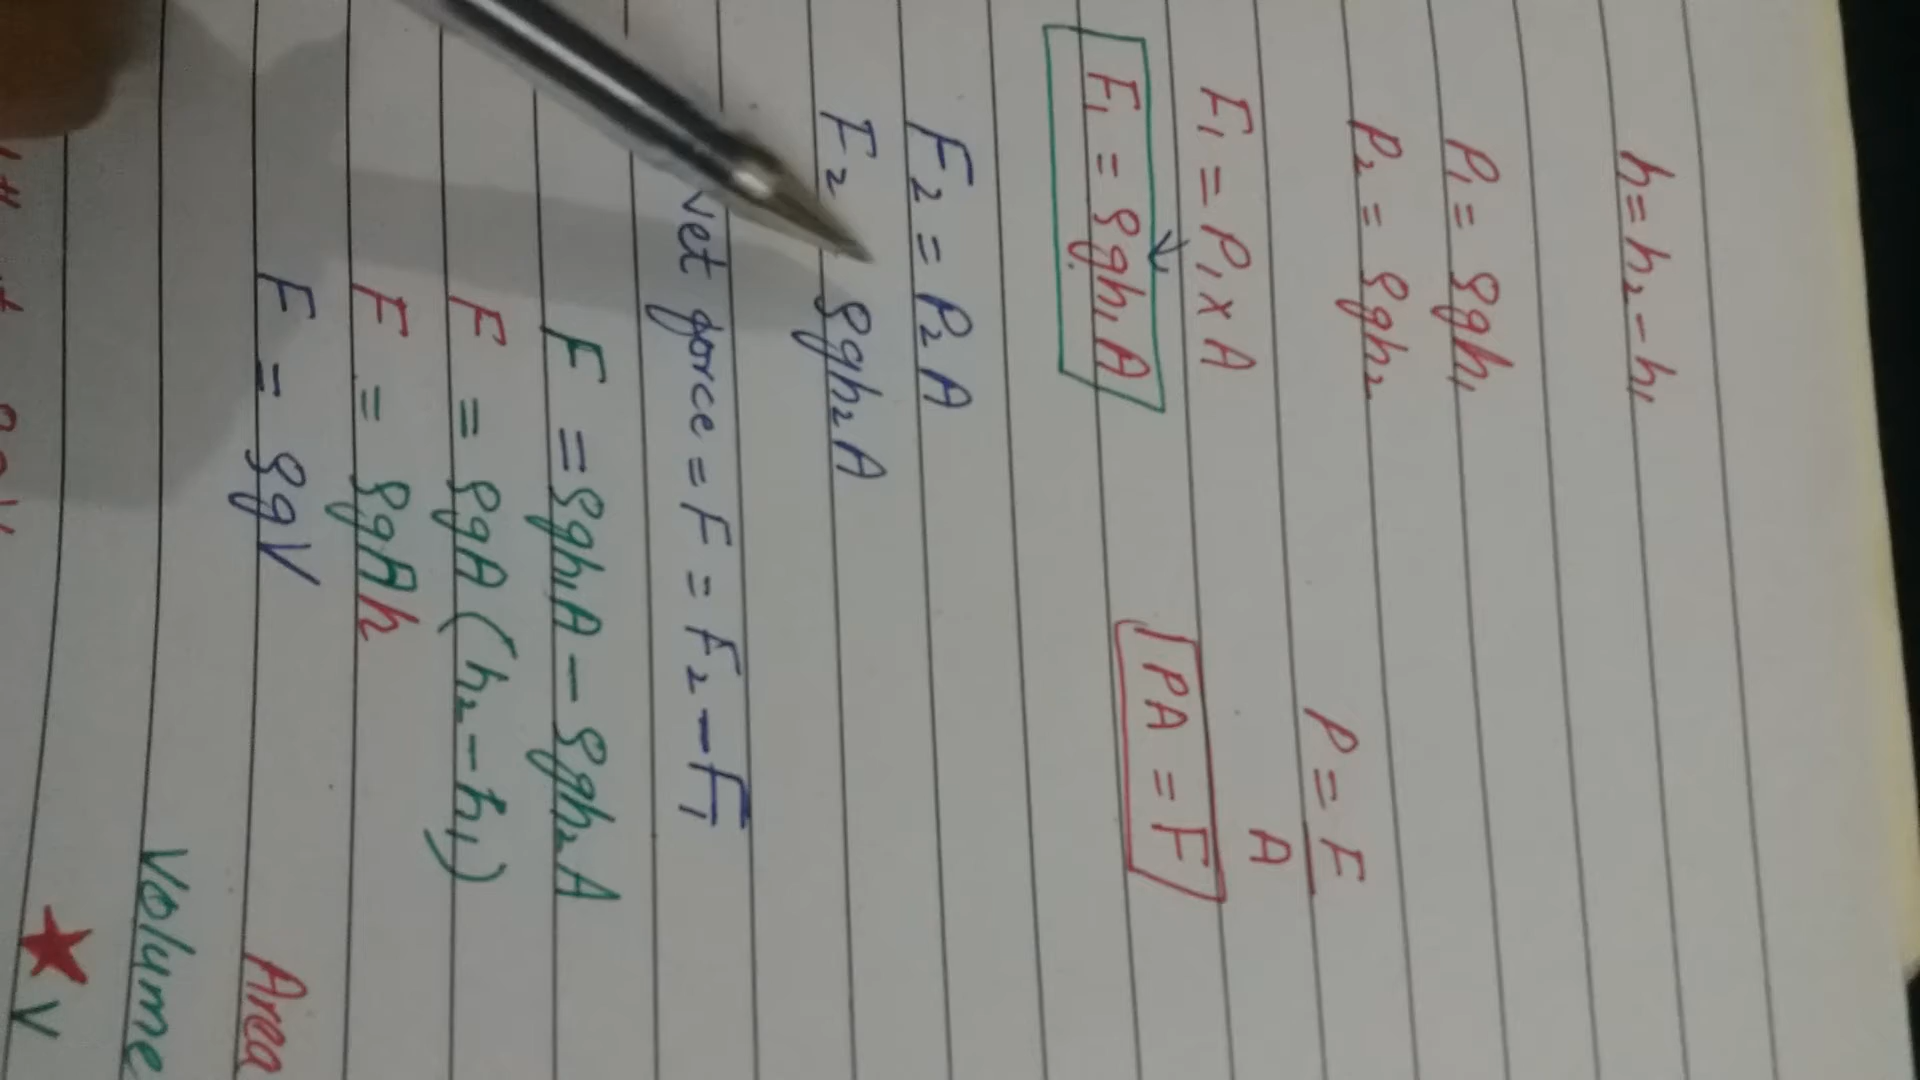 h = h₂ - h₁
P₁ = ρgh₁
P₂ = ρgh₂
P = F
A
F₁ = P₁ x A
PA = F
F₁ = ρgh₁A
F₂ = P₂A
F₂ ρgh₂A
Net force = F = F₂ - F₁
F = ρgh₁A - ρgh₂A
F = ρgA (h₂ - h₁)
F = ρgAh
F = ρgV
Area
Volume
V